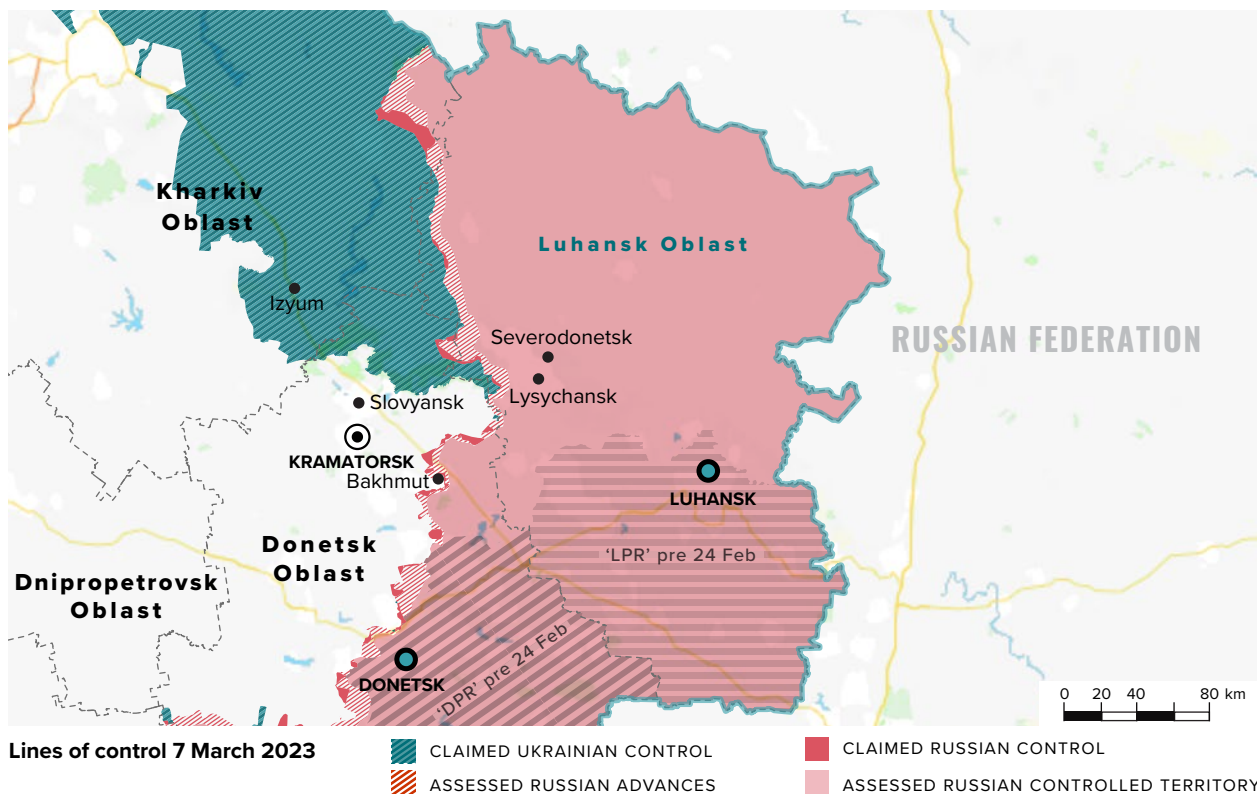 Kharkiv
Oblast
Luhansk Oblast
Izyum
RUSSIAN FEDERATION
Severodonetsk
Lysychansk
Slovyansk
KRAMATORSK
Bakhmut
LUHANSK
Donetsk
Oblast
‘LPR’ pre 24 Feb
Dnipropetrovsk
Oblast
‘DPR’ pre 24 Feb
DONETSK
0 20 40 80 km
Lines of control 7 March 2023
CLAIMED UKRAINIAN CONTROL
CLAIMED RUSSIAN CONTROL
ASSESSED RUSSIAN ADVANCES
ASSESSED RUSSIAN CONTROLLED TERRITORY